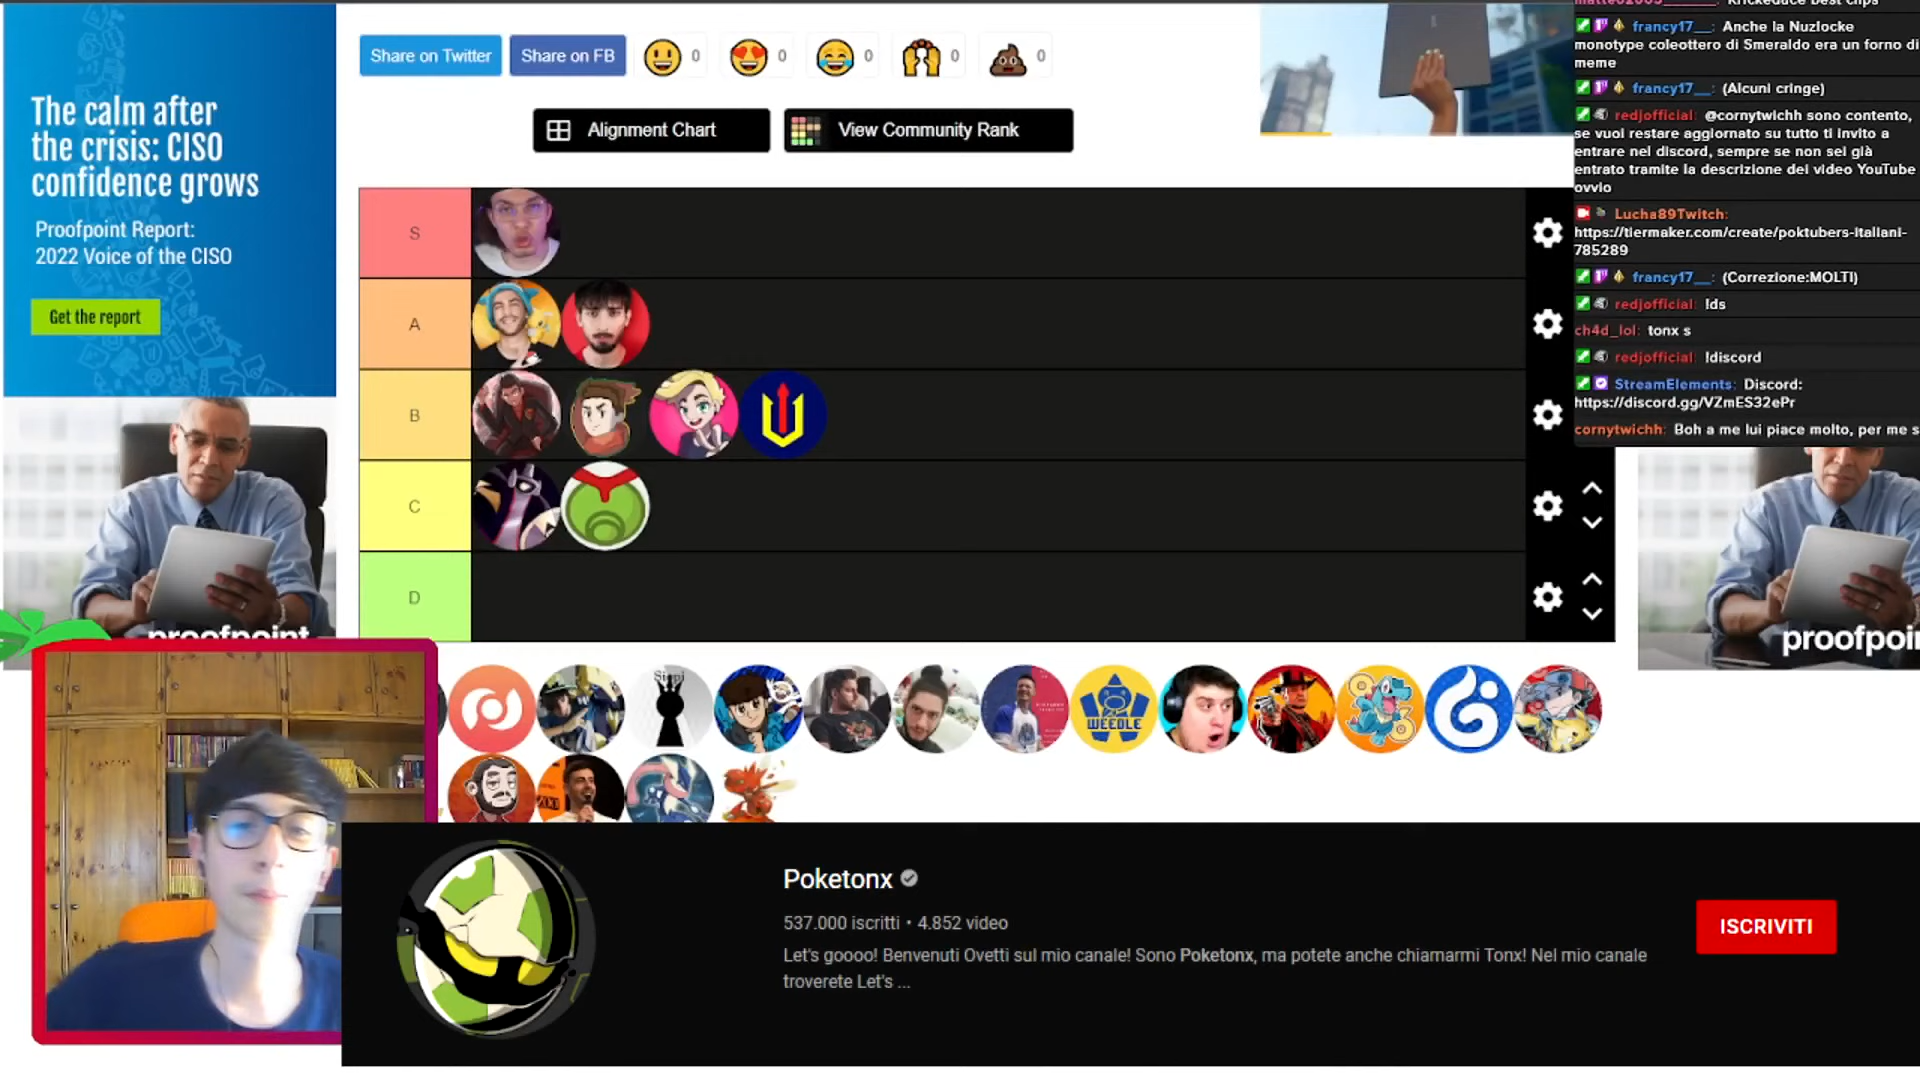 The calm after
the crisis: CISO
confidence grows
Proofpoint Report:
2022 Voice of the CISO
Get the report
proofpoint
Share on Twitter
Share on FB
0
0
0
0
0
Alignment Chart
View Community Rank
S
A
B
C
D
Siepi
WEEDLE
francy17__: Anche la Nuzlocke
monotype coleottero di Smeraldo era un forno di
meme
francy17__: (Alcuni cringe)
redjofficial: @cornytwichh sono contento,
se vuoi restare aggiornato su tutto ti invito a
entrare nel discord, sempre se non sei già
entrato tramite la descrizione dei video YouTube
ovvio
Lucha89Twitch:
https://tiermaker.com/create/poktubers-italiani-
785289
francy17__: (Correzione:MOLTI)
redjofficial: !ds
ch4d_lol: tonx s
redjofficial: !discord
StreamElements: Discord:
https://discord.gg/VZmES32ePr
cornytwichh: Boh a me lui piace molto, per me s
proofpoin
Poketonx
537.000 iscritti • 4.852 video
Let's goooo! Benvenuti Ovetti sul mio canale! Sono Poketonx, ma potete anche chiamarmi Tonx! Nel mio canale
troverete Let's ...
ISCRIVITI